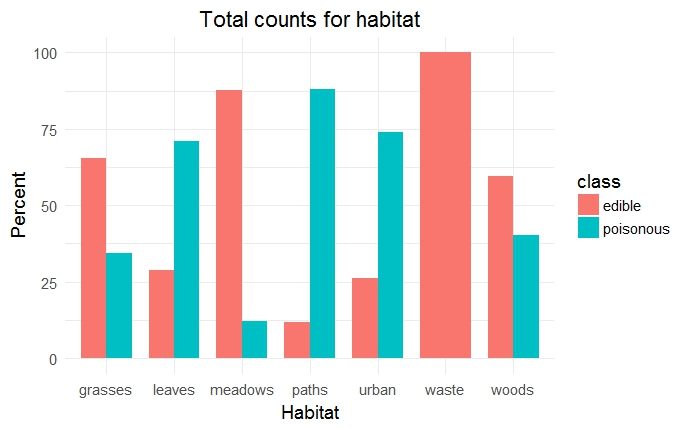 Total counts for habitat
Percent
100
75
50
25
0
grasses leaves meadows paths urban waste woods
Habitat
class
edible
poisonous